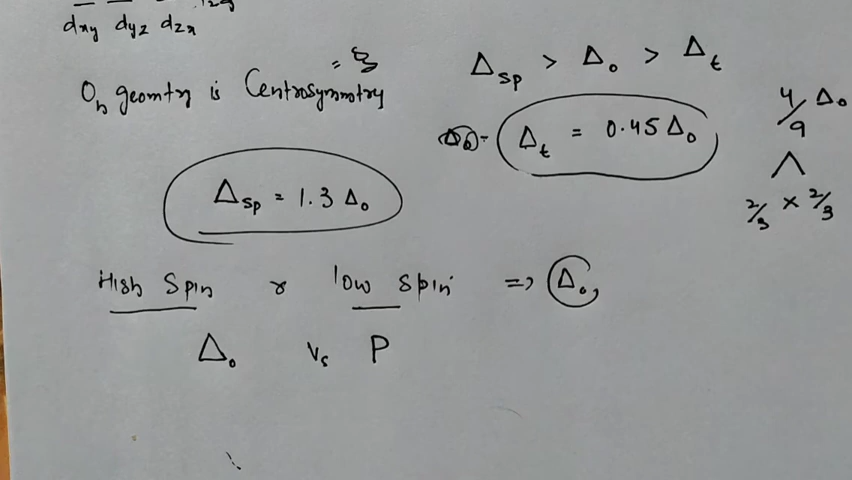 dxy dyz dzx t2g
Oh geomtry is Centrosymmetry
Δsp > Δo > Δt
Δt = 0.45 Δo
4/9 Δo
2/3 × 2/3
Δsp = 1.3 Δo
High Spin & low spin ⇒ Δo,
Δo Vs P